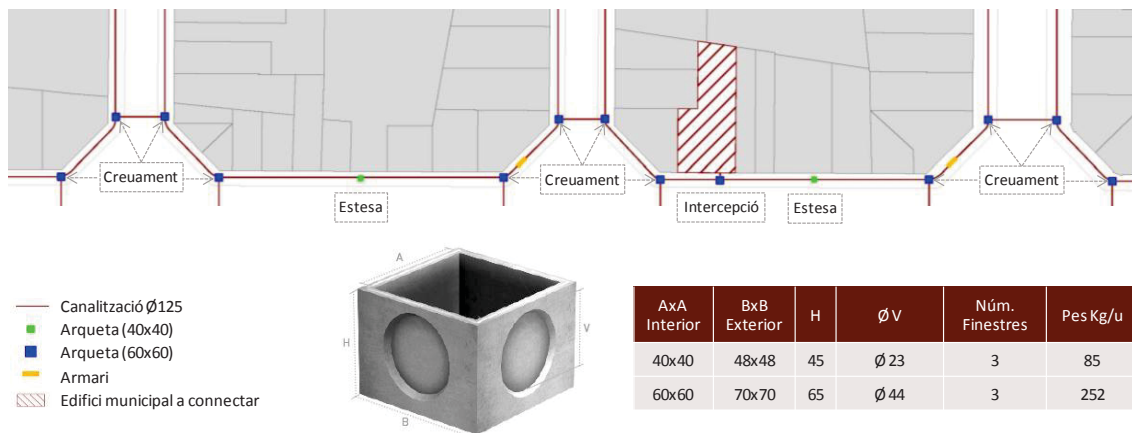 Creuament
Creuament
Creuament
Estesa
Intercepció
Estesa
Canalització Ø125
Arqueta (40x40)
Arqueta (60x60)
Armari
Edifici municipal a connectar
A
H
V
B
AxA Interior BxB Exterior H Ø V Núm. Finestres Pes Kg/u
40x40 48x48 45 Ø 23 3 85
60x60 70x70 65 Ø 44 3 252